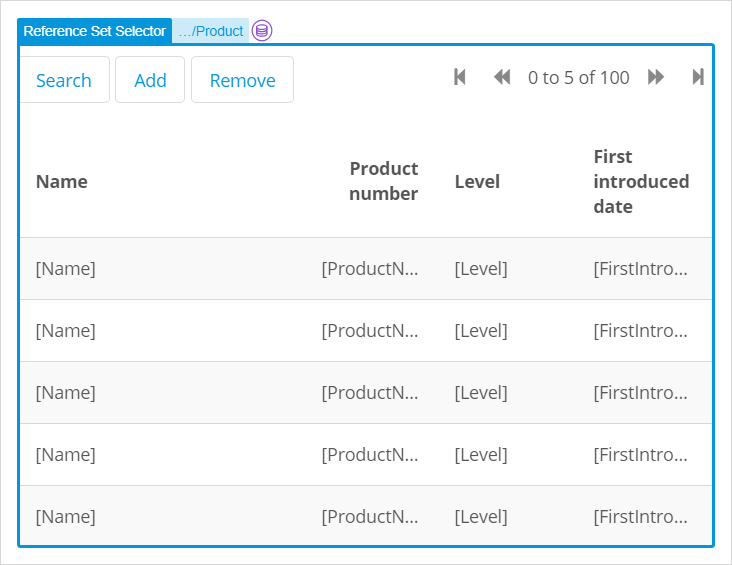 Reference Set Selector …/Product
Search Add Remove 0 to 5 of 100
Name Product number Level First introduced date
[Name] [ProductN... [Level] [FirstIntro...
[Name] [ProductN... [Level] [FirstIntro...
[Name] [ProductN... [Level] [FirstIntro...
[Name] [ProductN... [Level] [FirstIntro...
[Name] [ProductN... [Level] [FirstIntro...